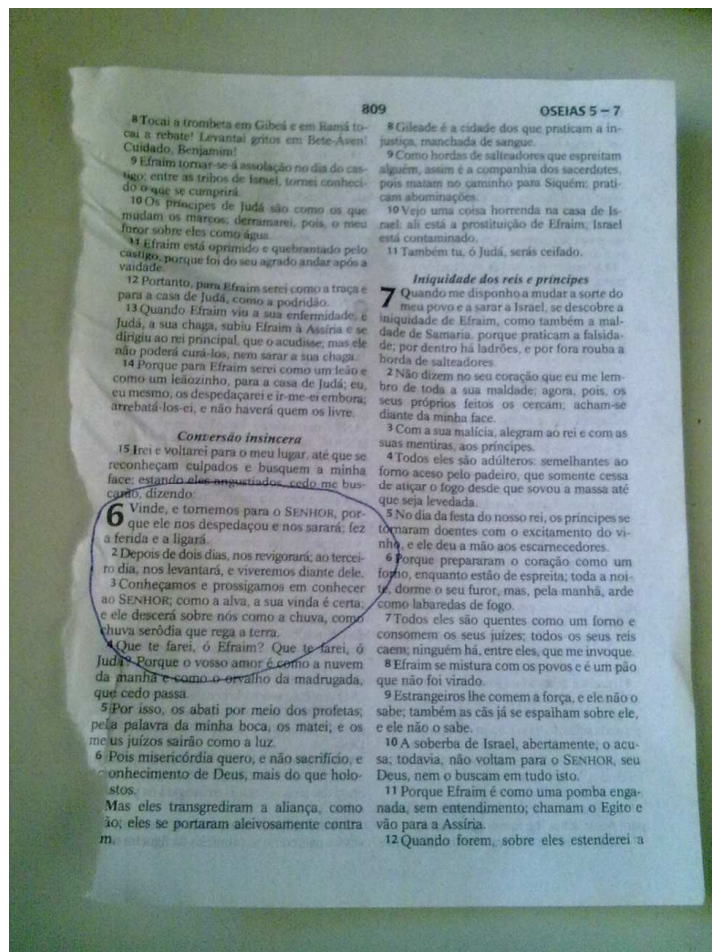 809
OSEIAS 5 – 7
8 Tocai a trombeta em Gibeá e em Ramá to-
cai a rebate! Levantai gritos em Bete-Áven!
Cuidado, Benjamim!
9 Efraim tornar-se-á assolação no dia do cas-
tigo; entre as tribos de Israel, tornei conheci-
do o que se cumprirá.
10 Os príncipes de Judá são como os que
mudam os marcos; derramarei, pois, o meu
furor sobre eles como água.
11 Efraim está oprimido e quebrantado pelo
castigo, porque foi do seu agrado andar após a
vaidade.
12 Portanto, para Efraim serei como a traça e
para a casa de Judá, como a podridão.
13 Quando Efraim viu a sua enfermidade, e
Judá, a sua chaga, subiu Efraim à Assíria e se
dirigiu ao rei principal, que o acudisse; mas ele
não poderá curá-los, nem sarar a sua chaga.
14 Porque para Efraim serei como um leão e
como um leãozinho, para a casa de Judá; eu,
eu mesmo, os despedaçarei e ir-me-ei embora;
arrebatá-los-ei, e não haverá quem os livre.
Conversão insincera
15 Irei e voltarei para o meu lugar, até que se
reconheçam culpados e busquem a minha
face; estando eles angustiados, cedo me bus-
carão, dizendo:
6 Vinde, e tornemos para o SENHOR, por-
que ele nos despedaçou e nos sarará; fez
a ferida e a ligará.
2 Depois de dois dias, nos revigorará; ao tercei-
ro dia, nos levantará, e viveremos diante dele.
3 Conheçamos e prossigamos em conhecer
ao SENHOR; como a alva, a sua vinda é certa;
e ele descerá sobre nós como a chuva, como
chuva serôdia que rega a terra.
4 Que te farei, ó Efraim? Que te farei, ó
Judá? Porque o vosso amor é como a nuvem
da manhã e como o orvalho da madrugada,
que cedo passa.
5 Por isso, os abati por meio dos profetas;
pela palavra da minha boca, os matei; e os
meus juízos sairão como a luz.
6 Pois misericórdia quero, e não sacrifício, e
conhecimento de Deus, mais do que holo-
stos.
Mas eles transgrediram a aliança, como
ão; eles se portaram aleivosamente contra
m.
8 Gileade é a cidade dos que praticam a in-
justiça, manchada de sangue.
9 Como hordas de salteadores que espreitam
alguém, assim é a companhia dos sacerdotes,
pois matam no caminho para Siquém; prati-
cam abominações.
10 Vejo uma coisa horrenda na casa de Is-
rael: ali está a prostituição de Efraim; Israel
está contaminado.
11 Também tu, ó Judá, serás ceifado.
Iniquidade dos reis e príncipes
7 Quando me disponho a mudar a sorte do
meu povo e a sarar a Israel, se descobre a
iniquidade de Efraim, como também a mal-
dade de Samaria, porque praticam a falsida-
de; por dentro há ladrões, e por fora rouba a
horda de salteadores.
2 Não dizem no seu coração que eu me lem-
bro de toda a sua maldade; agora, pois, os
seus próprios feitos os cercam; acham-se
diante da minha face.
3 Com a sua malícia, alegram ao rei e com as
suas mentiras, aos príncipes.
4 Todos eles são adúlteros: semelhantes ao
forno aceso pelo padeiro, que somente cessa
de atiçar o fogo desde que sovou a massa até
que seja levedada.
5 No dia da festa do nosso rei, os príncipes se
tornaram doentes com o excitamento do vi-
nho, e ele deu a mão aos escarnecedores.
6 Porque prepararam o coração como um
forno, enquanto estão de espreita; toda a noi-
te, dorme o seu furor, mas, pela manhã, arde
como labaredas de fogo.
7 Todos eles são quentes como um forno e
consomem os seus juízes; todos os seus reis
caem; ninguém há, entre eles, que me invoque.
8 Efraim se mistura com os povos e é um pão
que não foi virado.
9 Estrangeiros lhe comem a força, e ele não o
sabe; também as cãs já se espalham sobre ele,
e ele não o sabe.
10 A soberba de Israel, abertamente, o acu-
sa; todavia, não voltam para o SENHOR, seu
Deus, nem o buscam em tudo isto.
11 Porque Efraim é como uma pomba enga-
nada, sem entendimento; chamam o Egito e
vão para a Assíria.
12 Quando forem, sobre eles estenderei a